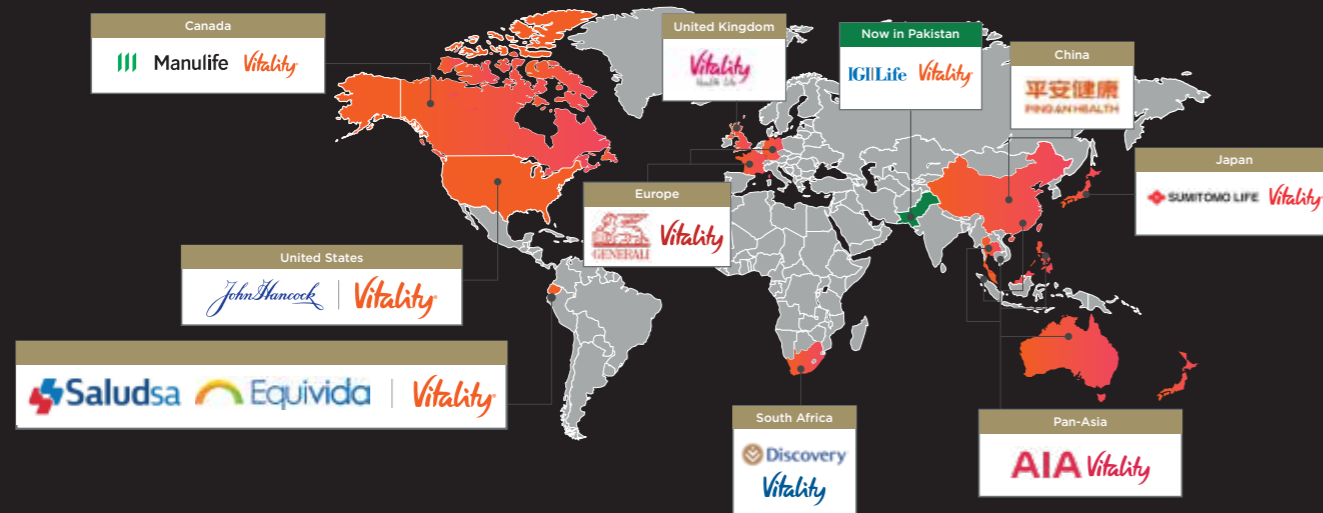 Canada
Manulife Vitality
United Kingdom
Vitality
Health Life
Now in Pakistan
IGI Life Vitality
China
平安健康
PING AN HEALTH
Japan
SUMITOMO LIFE Vitality
Europe
GENERALI Vitality
United States
John Hancock Vitality
Saludsa Equivida Vitality
South Africa
Discovery
Vitality
Pan-Asia
AIA Vitality